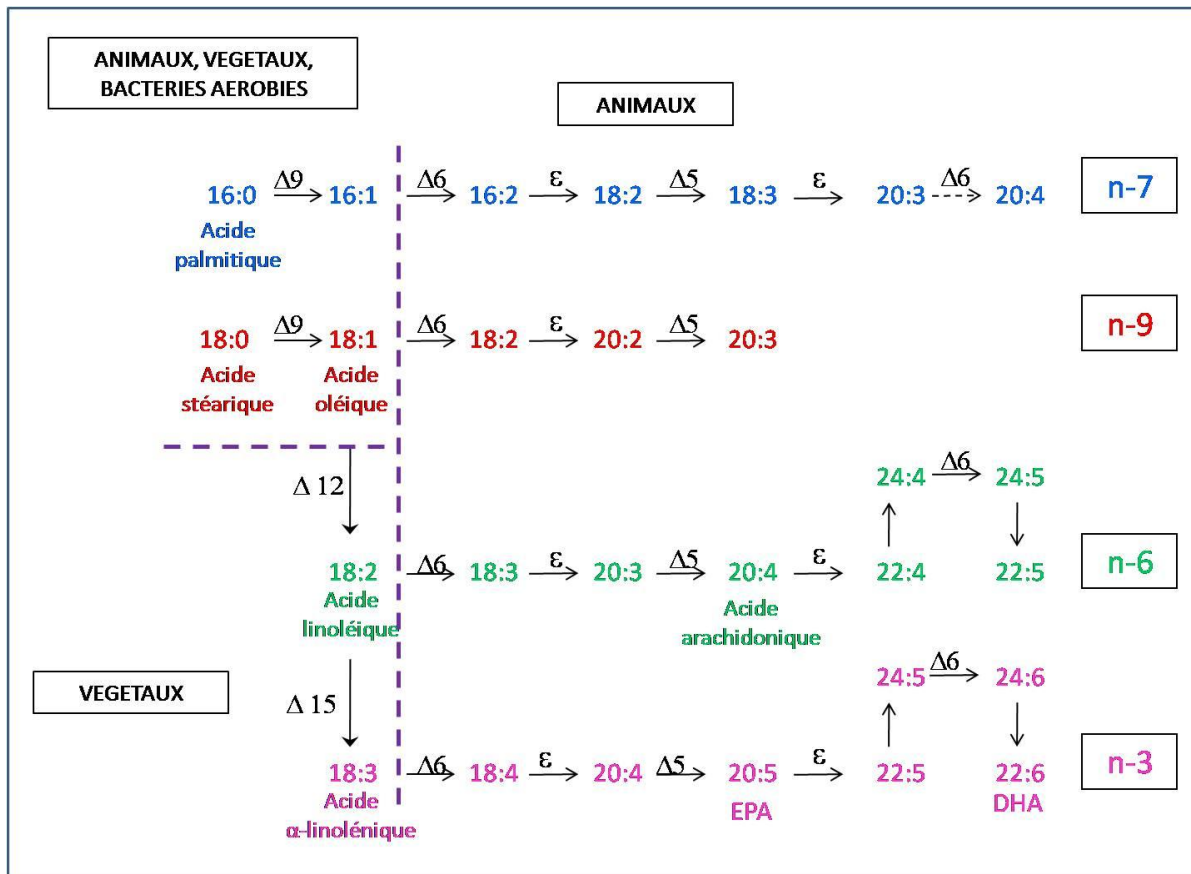 ANIMAUX, VEGETAUX,
BACTERIES AEROBIES
ANIMAUX
16:0 Δ9 16:1 Δ6 16:2 ε 18:2 Δ5 18:3 ε 20:3 Δ6 20:4 n-7
Acide
palmitique
18:0 Δ9 18:1 Δ6 18:2 ε 20:2 Δ5 20:3 n-9
Acide
stéarique
Acide
oléique
Δ 12
24:4 Δ6 24:5
18:2 Δ6 18:3 ε 20:3 Δ5 20:4 ε 22:4 22:5 n-6
Acide
linoléique
Acide
arachidonique
VEGETAUX
Δ 15
24:5 Δ6 24:6
18:3 Δ6 18:4 ε 20:4 Δ5 20:5 ε 22:5 22:6 n-3
Acide
α-linolénique
EPA
DHA